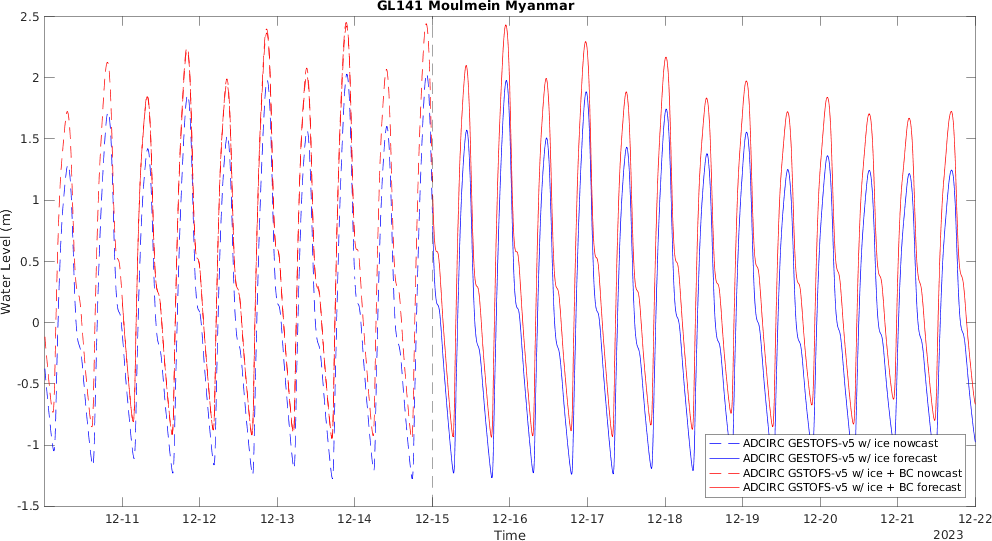 GL141 Moulmein Myanmar
2.5
2
1.5
1
0.5
0
-0.5
-1
-1.5
Water Level (m)
ADCIRC GESTOFS-v5 w/ ice nowcast
ADCIRC GESTOFS-v5 w/ ice forecast
ADCIRC GSTOFS-v5 w/ ice + BC nowcast
ADCIRC GSTOFS-v5 w/ ice + BC forecast
12-11 12-12 12-13 12-14 12-15 12-16 12-17 12-18 12-19 12-20 12-21 12-22
Time
2023